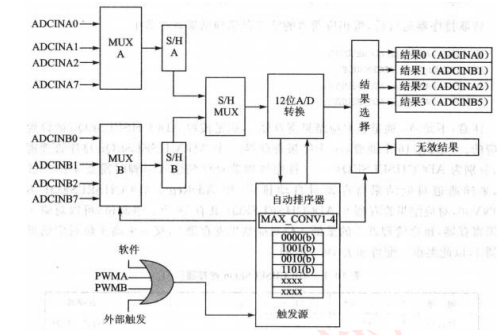 ADCINA0
ADCINA1
ADCINA2
ADCINA7
MUX
A
S/H
A
ADCINB0
ADCINB1
ADCINB2
ADCINB7
MUX
B
S/H
B
S/H
MUX
12位A/D
转换
结果选择
结果0（ADCINA0）
结果1（ADCINB1）
结果2（ADCINA2）
结果3（ADCINB5）
无效结果
自动排序器
MAX_CONV1-4
0000(b)
1001(b)
0010(b)
1101(b)
xxxx
xxxx
触发源
软件
PWMA
PWMB
外部触发